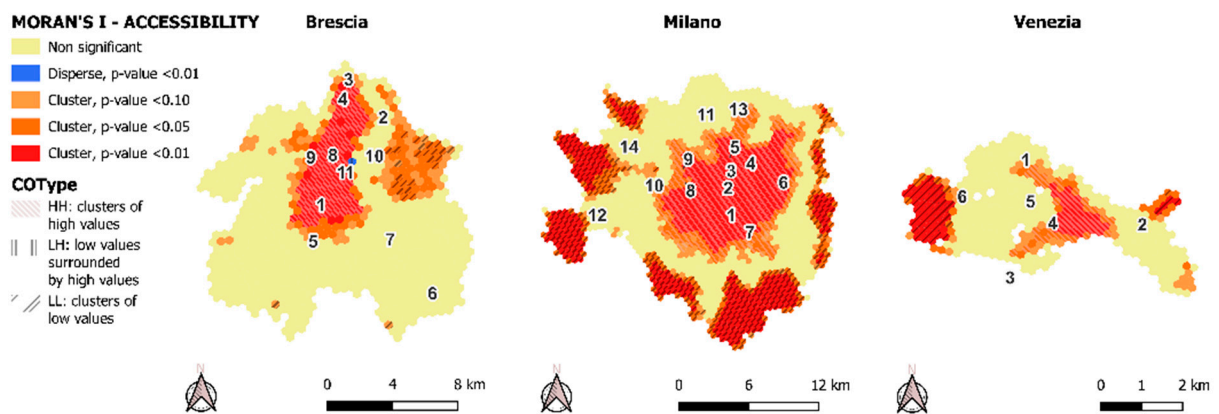 MORAN'S I - ACCESSIBILITY
Non significant
Disperse, p-value <0.01
Cluster, p-value <0.10
Cluster, p-value <0.05
Cluster, p-value <0.01
COType
HH: clusters of
high values
LH: low values
surrounded
by high values
LL: clusters of
low values
Brescia
3
4
2
9 8 10
11
1
5 7
6
N
0 4 8 km
Milano
11 13
14 5
9 4
3
10 8 2 6
12 1
7
N
0 6 12 km
Venezia
1
6 5
4 2
3
N
0 1 2 km